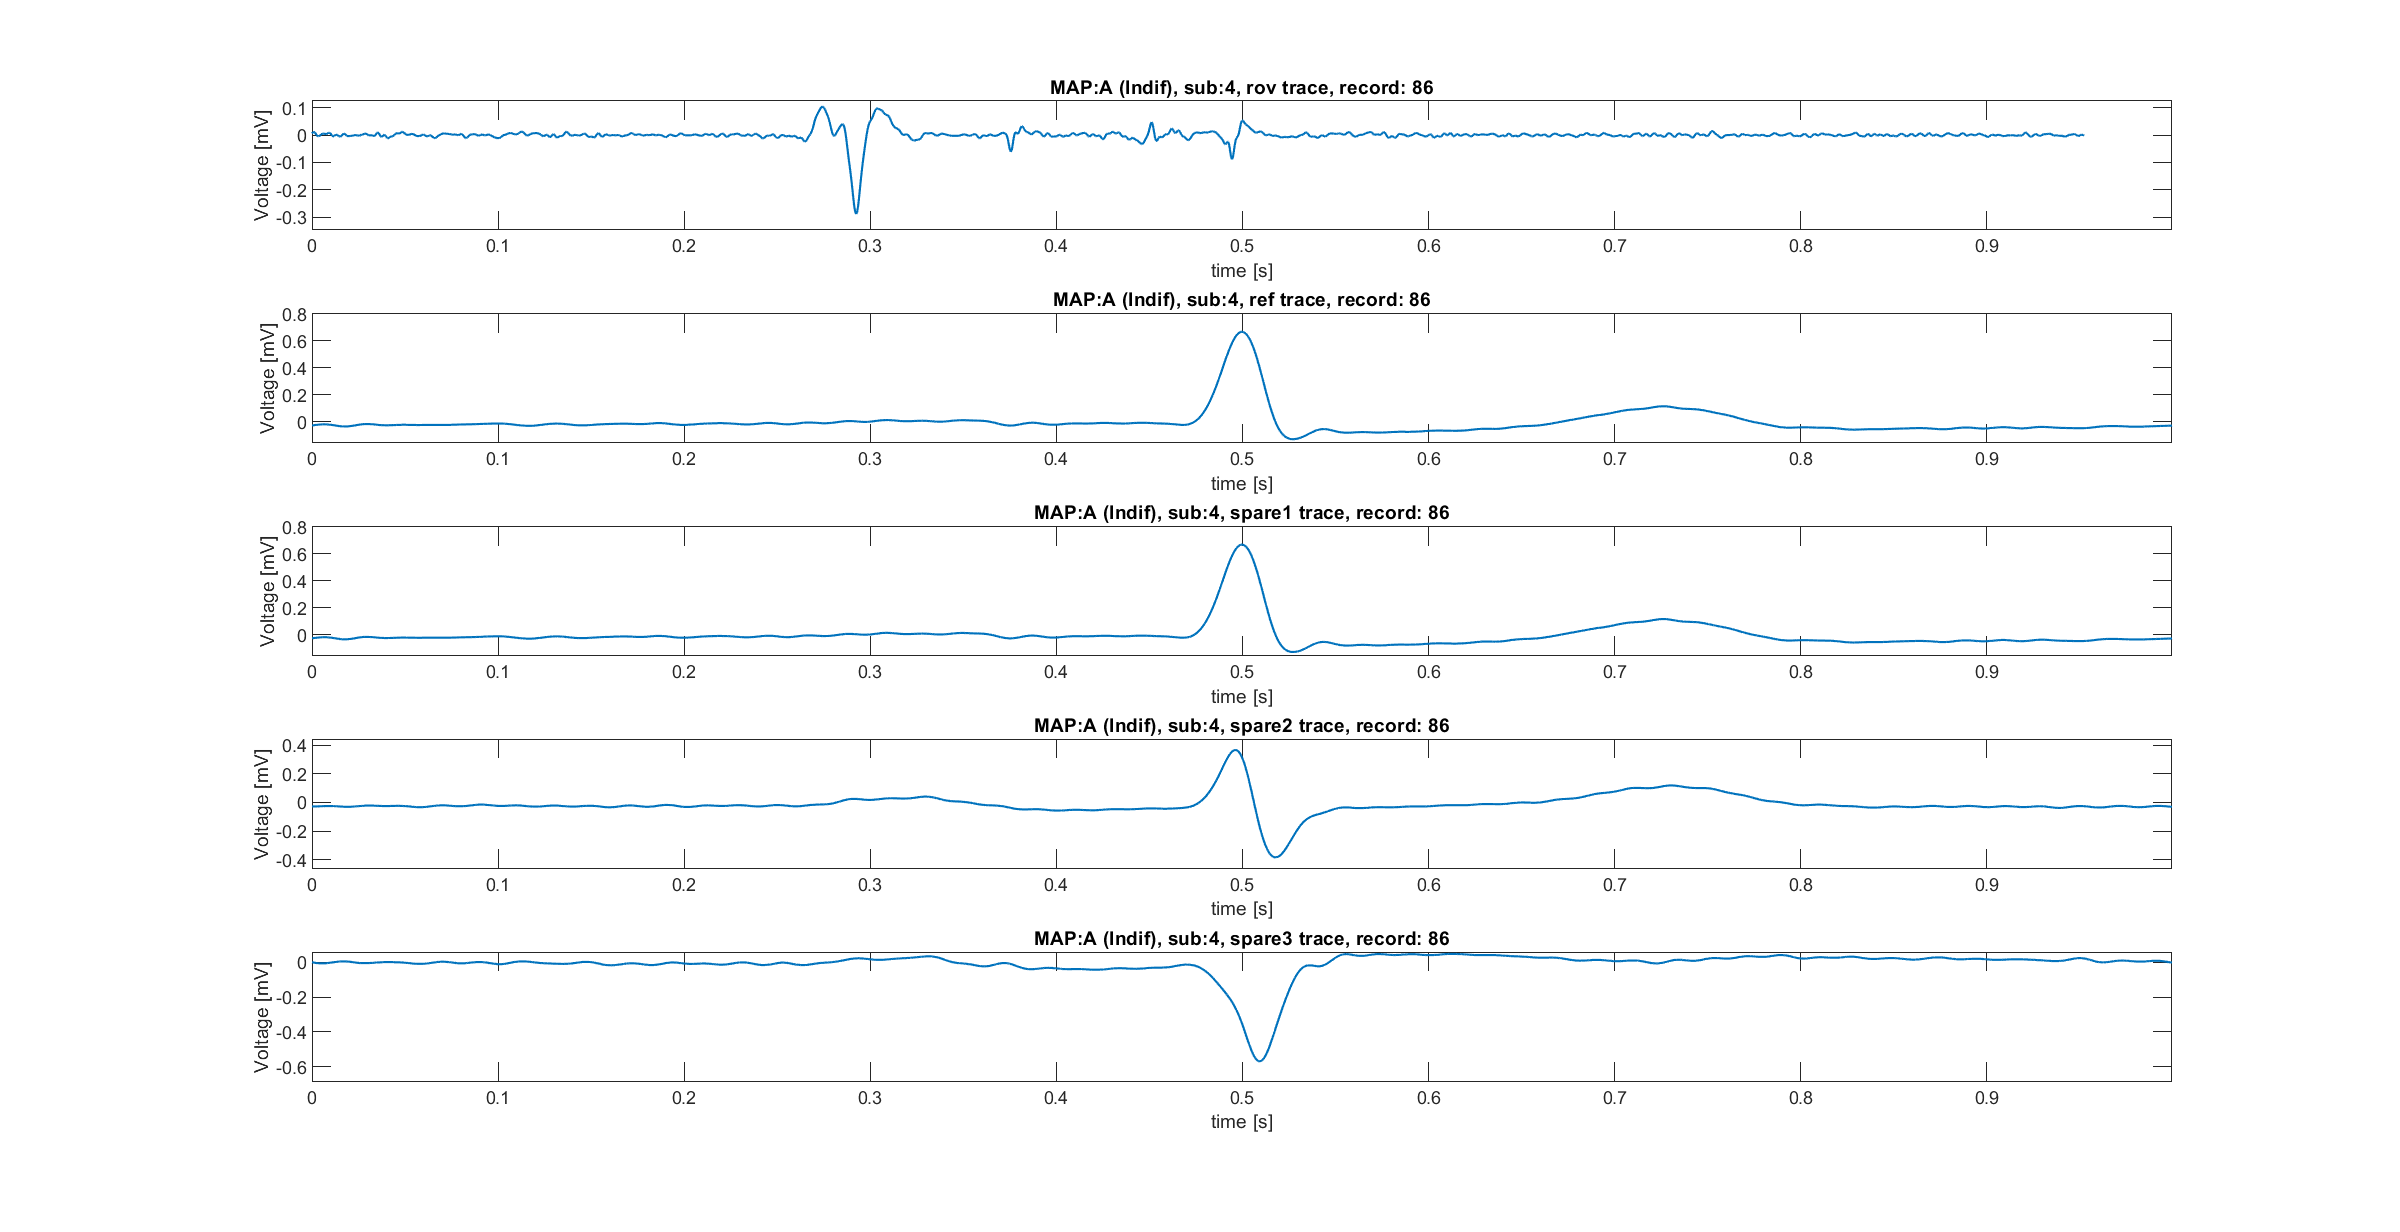 MAP:A (Indif), sub:4, rov trace, record: 86
Voltage [mV]
0.1
0
-0.1
-0.2
-0.3
0 0.1 0.2 0.3 0.4 0.5 0.6 0.7 0.8 0.9
time [s]
MAP:A (Indif), sub:4, ref trace, record: 86
Voltage [mV]
0.8
0.6
0.4
0.2
0
0 0.1 0.2 0.3 0.4 0.5 0.6 0.7 0.8 0.9
time [s]
MAP:A (Indif), sub:4, spare1 trace, record: 86
Voltage [mV]
0.8
0.6
0.4
0.2
0
0 0.1 0.2 0.3 0.4 0.5 0.6 0.7 0.8 0.9
time [s]
MAP:A (Indif), sub:4, spare2 trace, record: 86
Voltage [mV]
0.4
0.2
0
-0.2
-0.4
0 0.1 0.2 0.3 0.4 0.5 0.6 0.7 0.8 0.9
time [s]
MAP:A (Indif), sub:4, spare3 trace, record: 86
Voltage [mV]
0
-0.2
-0.4
-0.6
0 0.1 0.2 0.3 0.4 0.5 0.6 0.7 0.8 0.9
time [s]